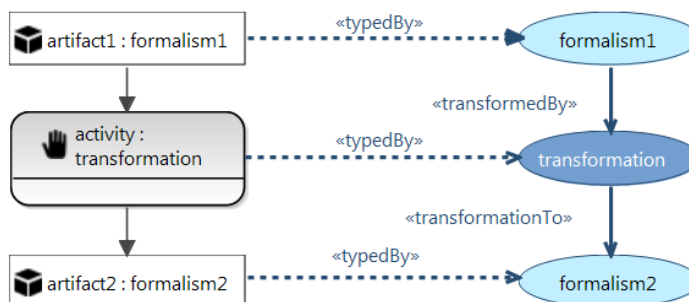 «typedBy»
artifact1 : formalism1
formalism1
«transformedBy»
activity :
transformation
«typedBy»
transformation
«transformationTo»
«typedBy»
artifact2 : formalism2
formalism2